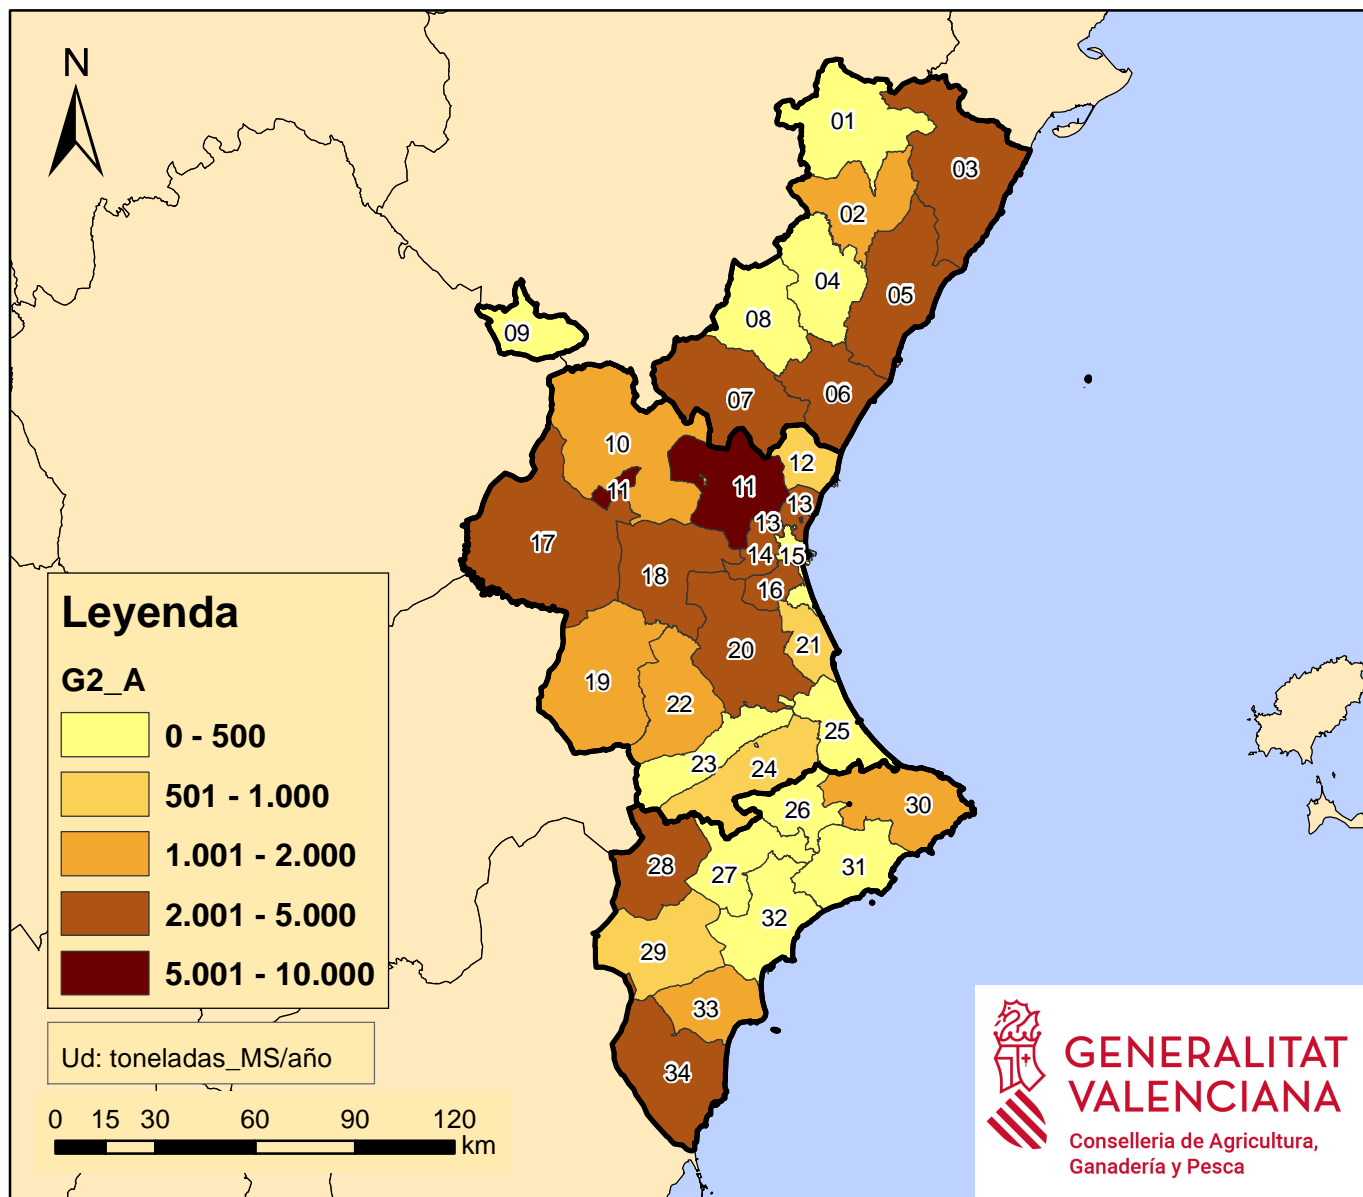 N
01
03
02
04
05
08
09
07
06
10
12
11
11
13
13
17
14
15
18
16
20
21
19
22
25
23
24
26
30
28
27
31
32
29
33
34
Leyenda
G2_A
0 - 500
501 - 1.000
1.001 - 2.000
2.001 - 5.000
5.001 - 10.000
Ud: toneladas_MS/año
0 15 30 60 90 120
km
GENERALITAT
VALENCIANA
Conselleria de Agricultura,
Ganadería y Pesca